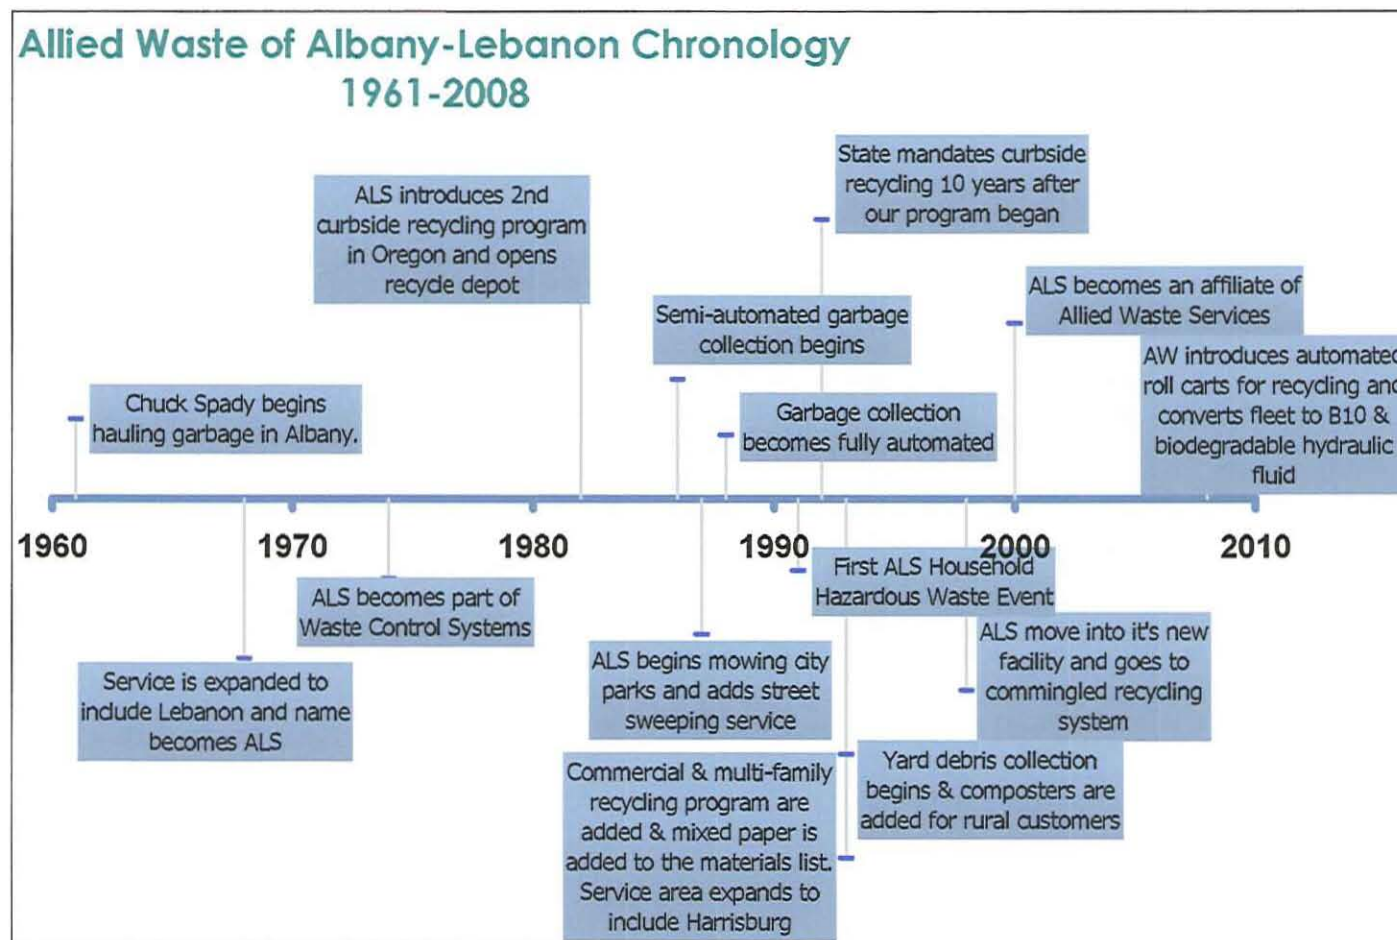 Allied Waste of Albany-Lebanon Chronology
1961-2008
State mandates curbside
recycling 10 years after
our program began
ALS introduces 2nd
curbside recycling program
in Oregon and opens
recycle depot
ALS becomes an affiliate of
Allied Waste Services
Semi-automated garbage
collection begins
AW introduces automated
roll carts for recycling and
converts fleet to B10 &
biodegradable hydraulic
fluid
Chuck Spady begins
hauling garbage in Albany.
Garbage collection
becomes fully automated
1960 1970 1980 1990 2000 2010
First ALS Household
Hazardous Waste Event
ALS becomes part of
Waste Control Systems
ALS move into it's new
facility and goes to
commingled recycling
system
ALS begins mowing city
parks and adds street
sweeping service
Service is expanded to
include Lebanon and name
becomes ALS
Yard debris collection
begins & composters are
added for rural customers
Commercial & multi-family
recycling program are
added & mixed paper is
added to the materials list.
Service area expands to
include Harrisburg